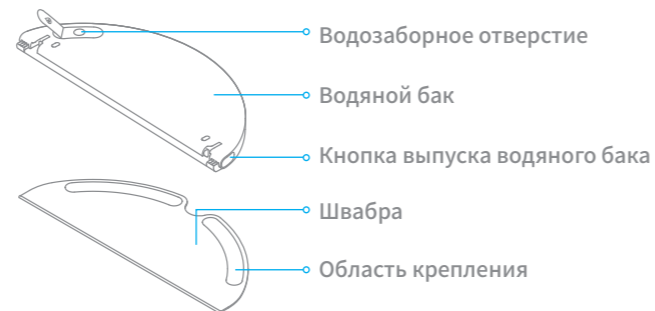 Водозаборное отверстие
Водяной бак
Кнопка выпуска водяного бака
Швабра
Область крепления